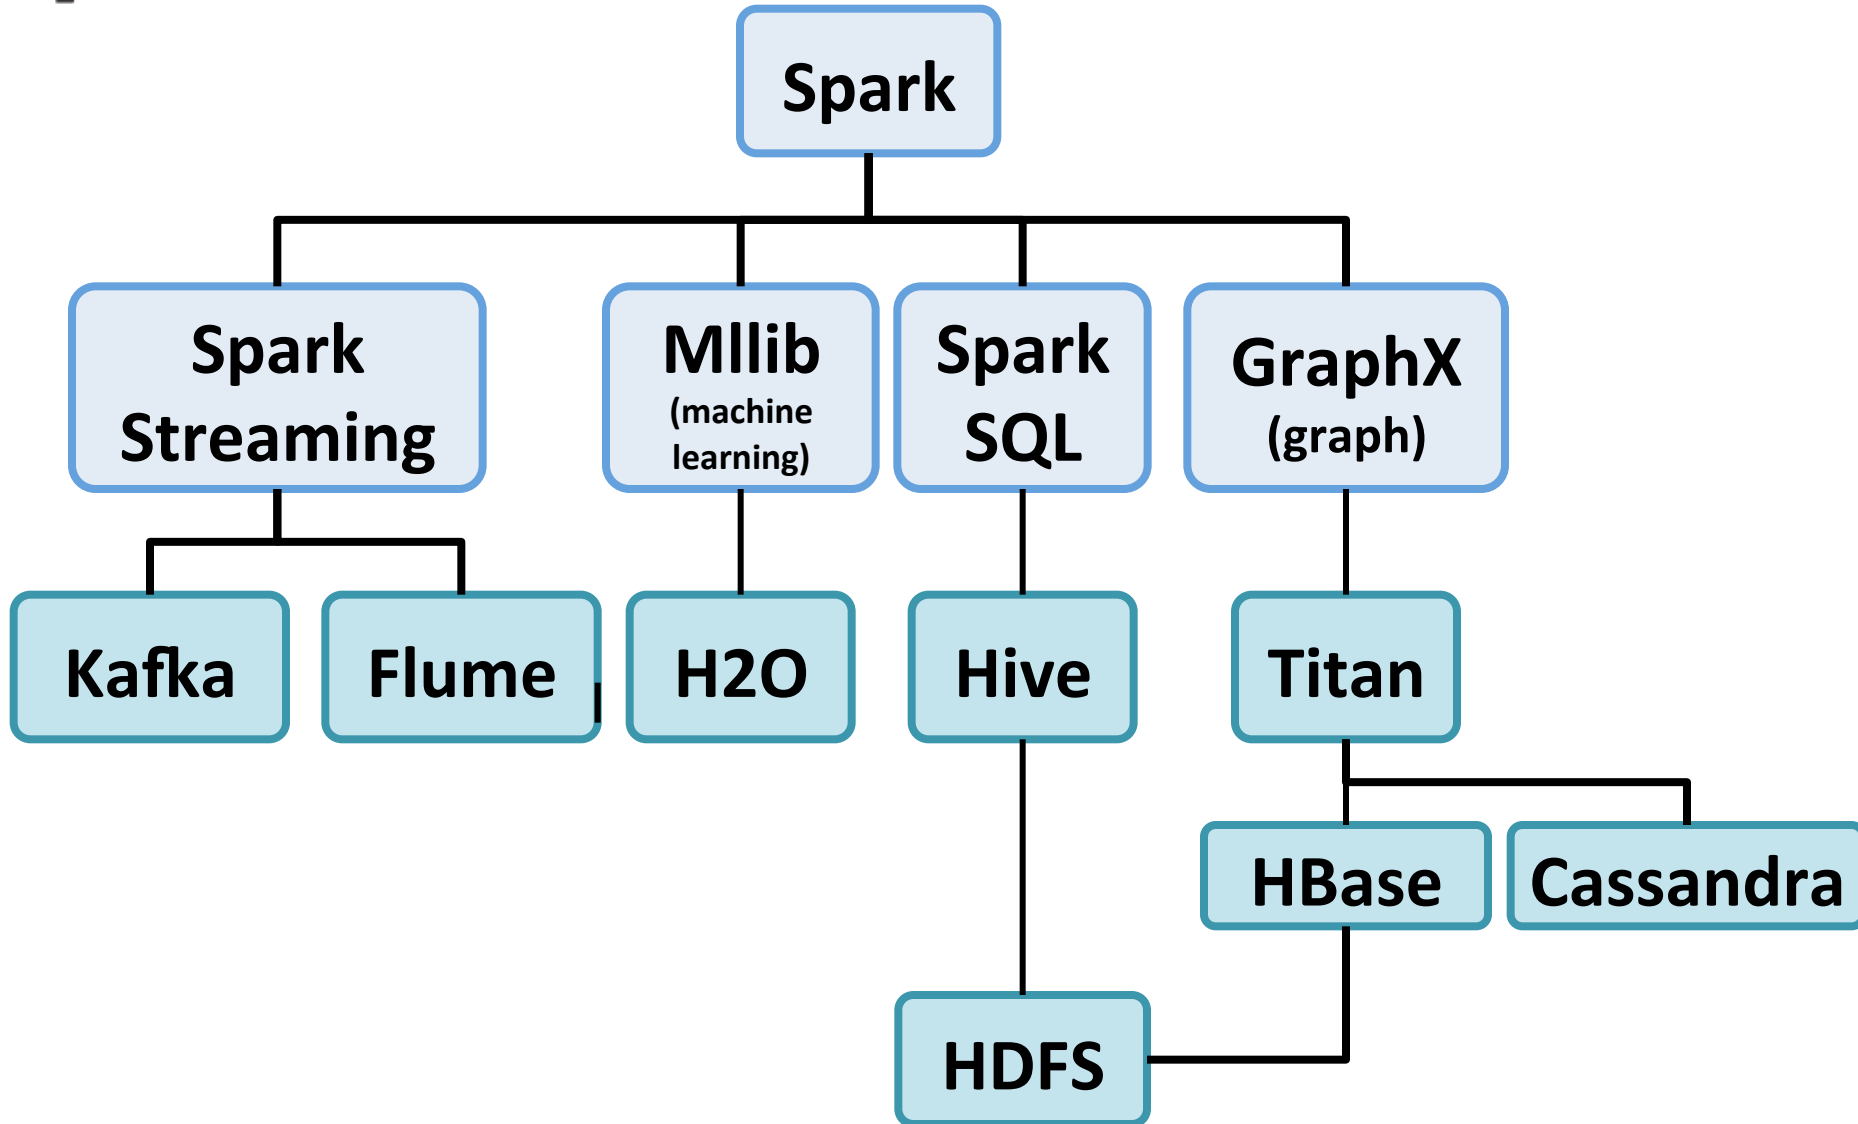 Spark
Spark
Streaming
Mllib
(machine
learning)
Spark
SQL
GraphX
(graph)
Kafka
Flume
H2O
Hive
Titan
HBase
Cassandra
HDFS